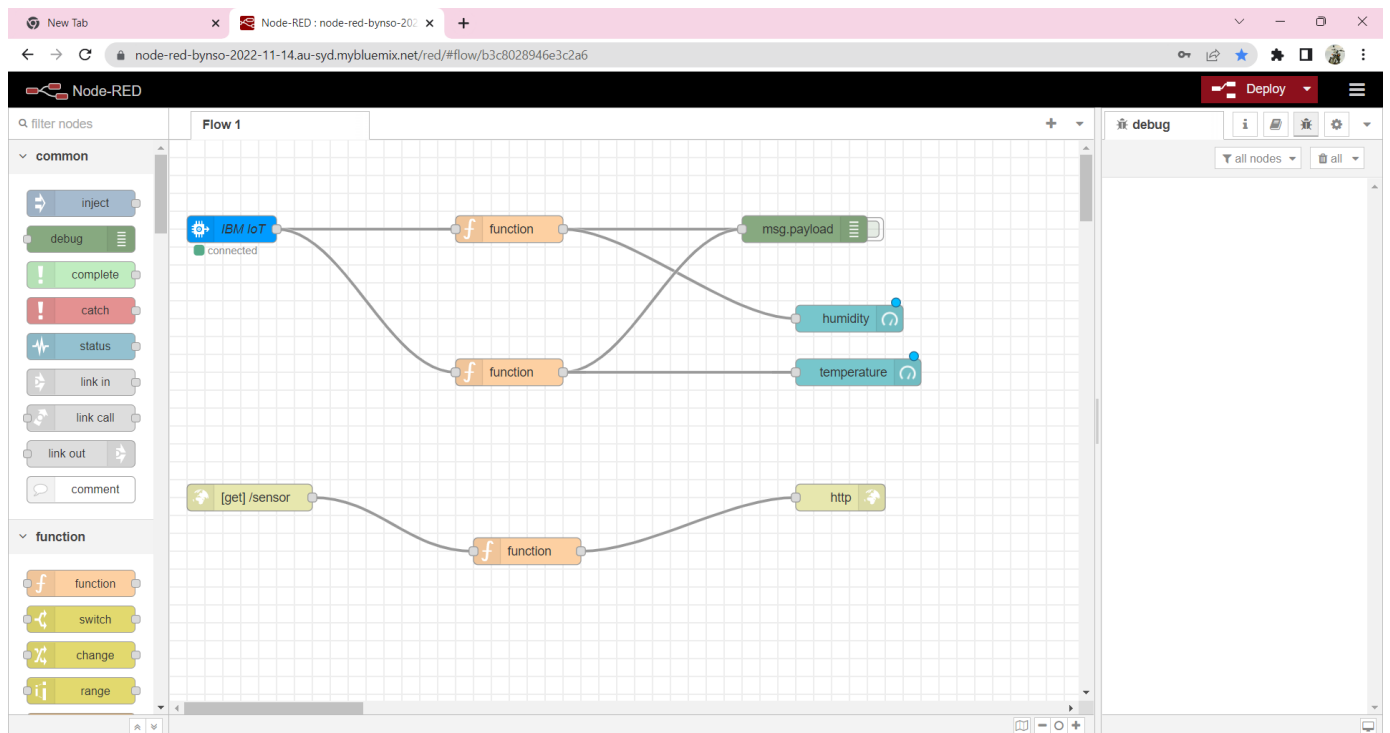 New Tab
Node-RED : node-red-bynso-202
node-red-bynso-2022-11-14.au-syd.mybluemix.net/red/#flow/b3c8028946e3c2a6
Node-RED
Deploy
filter nodes
Flow 1
debug
i
common
all nodes
all
inject
debug
complete
catch
status
link in
link call
link out
comment
function
function
switch
change
range
IBM IoT
connected
function
msg.payload
humidity
function
temperature
[get] /sensor
http
function